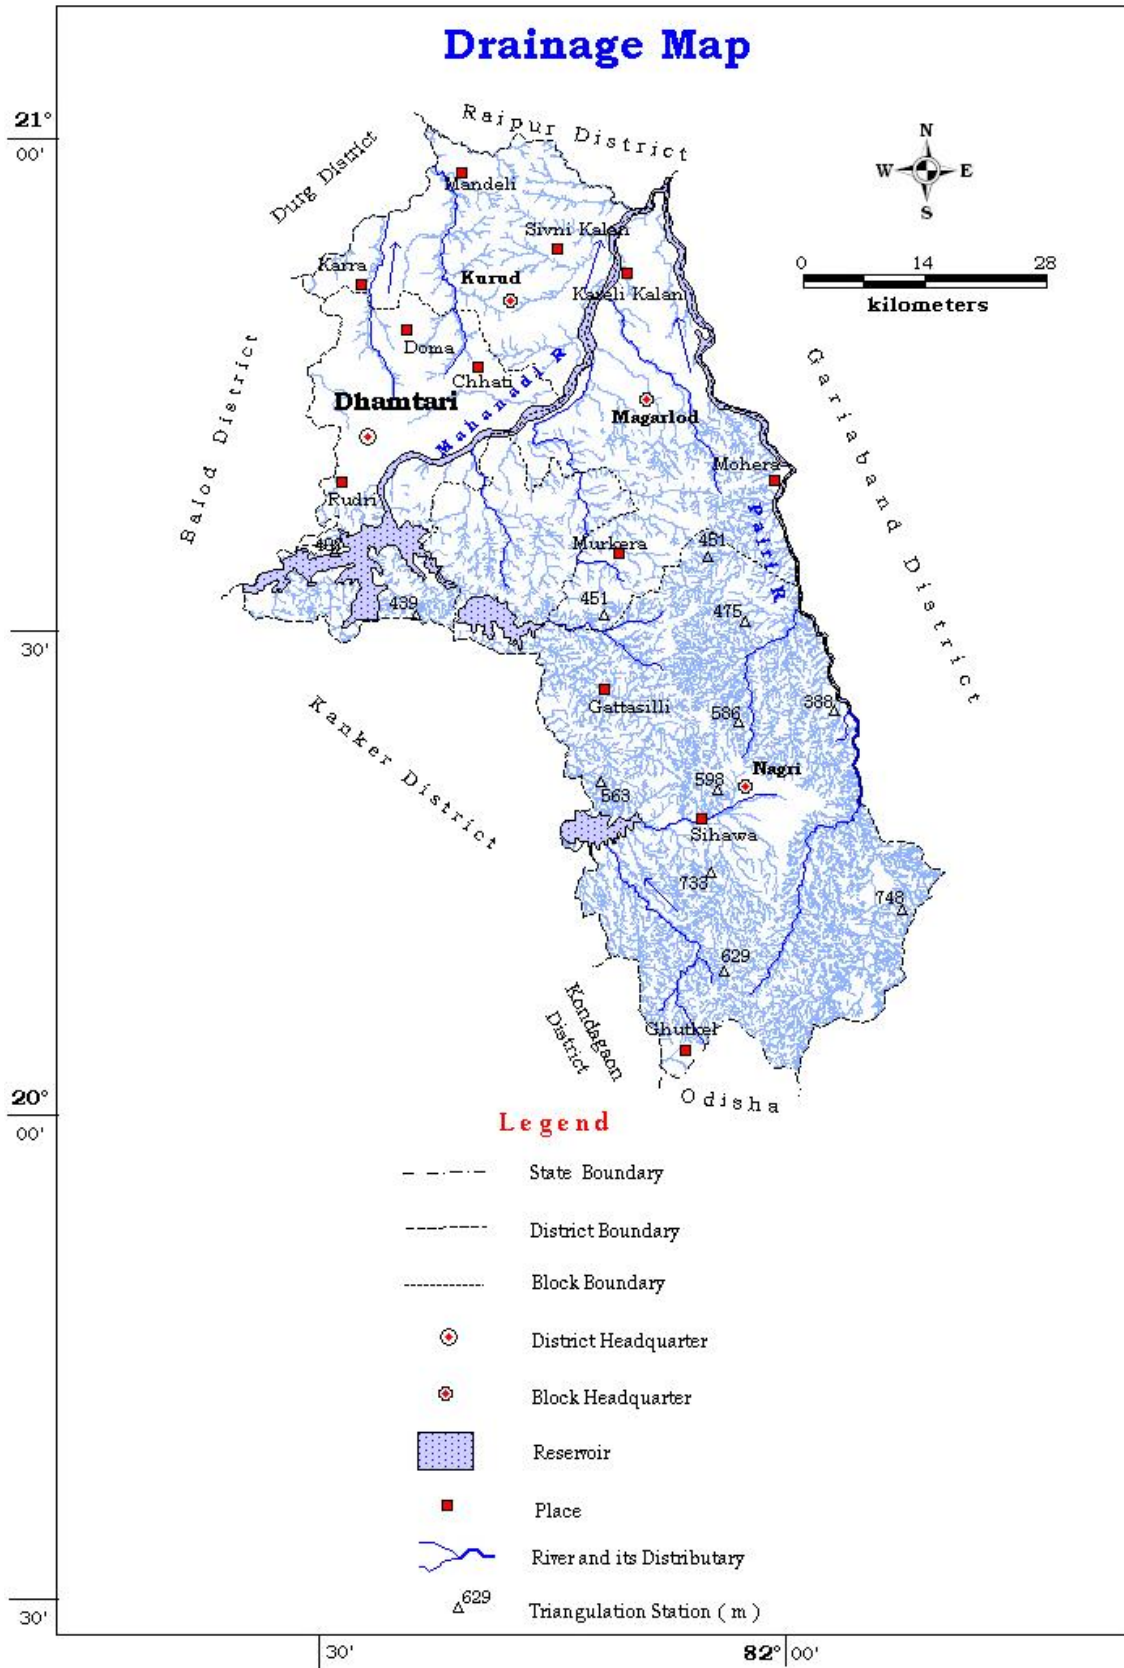 Drainage Map
21°
00'
Raipur District
Durg District
N
W E
S
Mandeli
Sivni Kalan
Karra
Kurud
Kareli Kalan
0 14 28
kilometers
Doma
Chhati
Mahanadi R
Dhamtari
Magarlod
Balod District
Gariaband District
Mohera
Rudri
Pairi R
Murkera
451
439
451
475
30'
Gattasilli
586
388
Kanker District
Nagri
598
563
Sihawa
733
748
629
Kondagaon
District
Ghutkel
20°
00'
Odisha
Legend
State Boundary
District Boundary
Block Boundary
District Headquarter
Block Headquarter
Reservoir
Place
River and its Distributary
629
Triangulation Station ( m )
30'
30'
82° 00'